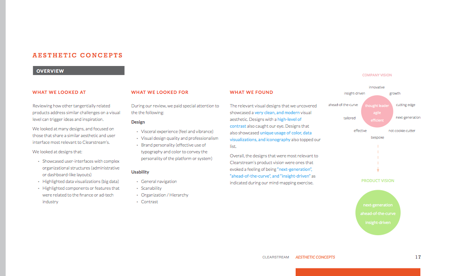 AESTHETIC CONCEPTS
OVERVIEW
WHAT WE LOOKED AT
Reviewing how other tangentially related
products address similar challenges on a visual
level can trigger ideas and inspiration.
We looked at many designs, and focused on
those that share a similar aesthetic and user
interface most relevant as Clearstream's.
We looked at designs that:
• Showcased user-interfaces with complex
organizational structures (administrative
or dashboard like layouts)
• Highlighted data visualizations (big data)
• Highlighted components or features that
were related to the finance or ad tech
industry.
WHAT WE LOOKED FOR
During our review, we paid special attention to
the the following:
Design
• Visceral experience (feel and vibrance)
• Visual design quality and professionalism
• Brand personality (effective use of
typography and color to convey the
personality of the platform or system)
Usability
• General navigation
• Scanability
• Organization / Hierarchy
• Contrast
WHAT WE FOUND
The relevant visual designs that we uncovered
showcased a very clean, and modern visual
aesthetic. Designs with a high-level of
contrast also caught our eye. Designs that
also showcased unique usage of color, data
visualizations, and iconography also popped our
list.
Overall, the designs that were most relevant to
Clearstream's product vision were ones that
evoked a feeling of being "next-generation",
"ahead-of-the-curve", and "insight-driven" as
indicated during our mind-mapping exercise.
COMPANY VISION
innovative
insight driven
growth
ahead-of-the-curve
thought leader
agile
efficient
cutting edge
tailored
next-generation
effective
not cookie cutter
bespoke
PRODUCT VISION
next-generation
ahead-of-the-curve
insight-driven
CLEARSTREAM AESTHETIC CONCEPTS 17